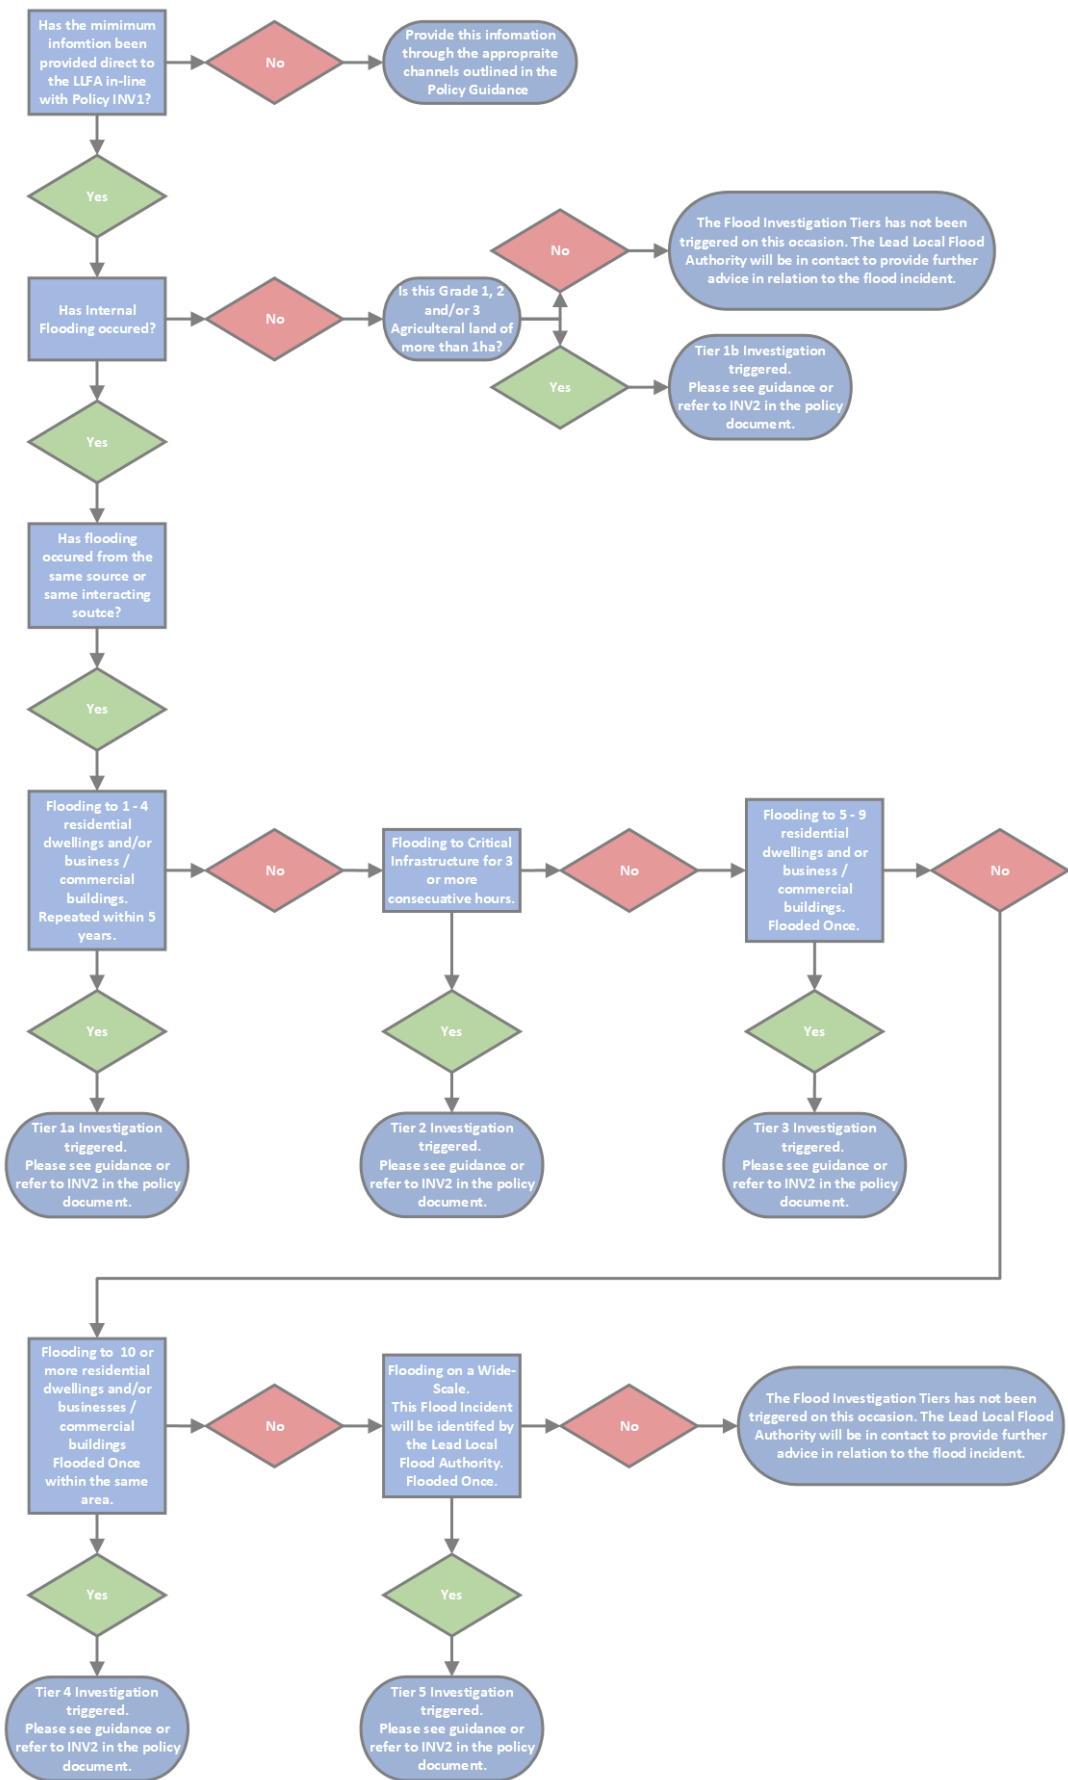 Has the mimimum
infomtion been
provided direct to
the LLFA in-line
with Policy INV1?
No
Provide this infomation
through the appropraite
channels outlined in the
Policy Guidance
Yes
Has Internal
Flooding occured?
No
Is this Grade 1, 2
and/or 3
Agriculteral land of
more than 1ha?
No
The Flood Investigation Tiers has not been
triggered on this occasion. The Lead Local Flood
Authority will be in contact to provide further
advice in relation to the flood incident.
Yes
Tier 1b Investigation
triggered.
Please see guidance or
refer to INV2 in the policy
document.
Yes
Has flooding
occured from the
same source or
same interacting
soutce?
Yes
Flooding to 1 - 4
residential
dwellings and/or
business /
commercial
buildings.
Repeated within 5
years.
No
Flooding to Critical
Infrastructure for 3
or more
consecuative hours.
No
Flooding to 5 - 9
residential
dwellings and or
business /
commercial
buildings.
Flooded Once.
No
Yes
Yes
Yes
Tier 1a Investigation
triggered.
Please see guidance or
refer to INV2 in the policy
document.
Tier 2 Investigation
triggered.
Please see guidance or
refer to INV2 in the policy
document.
Tier 3 Investigation
triggered.
Please see guidance or
refer to INV2 in the policy
document.
Flooding to  10 or
more residential
dwellings and/or
businesses /
commercial
buildings
Flooded Once
within the same
area.
No
Flooding on a Wide-
Scale.
This Flood Incident
will be identifed by
the Lead Local
Flood Authority.
Flooded Once.
No
The Flood Investigation Tiers has not been
triggered on this occasion. The Lead Local Flood
Authority will be in contact to provide further
advice in relation to the flood incident.
Yes
Yes
Tier 4 Investigation
triggered.
Please see guidance or
refer to INV2 in the policy
document.
Tier 5 Investigation
triggered.
Please see guidance or
refer to INV2 in the policy
document.